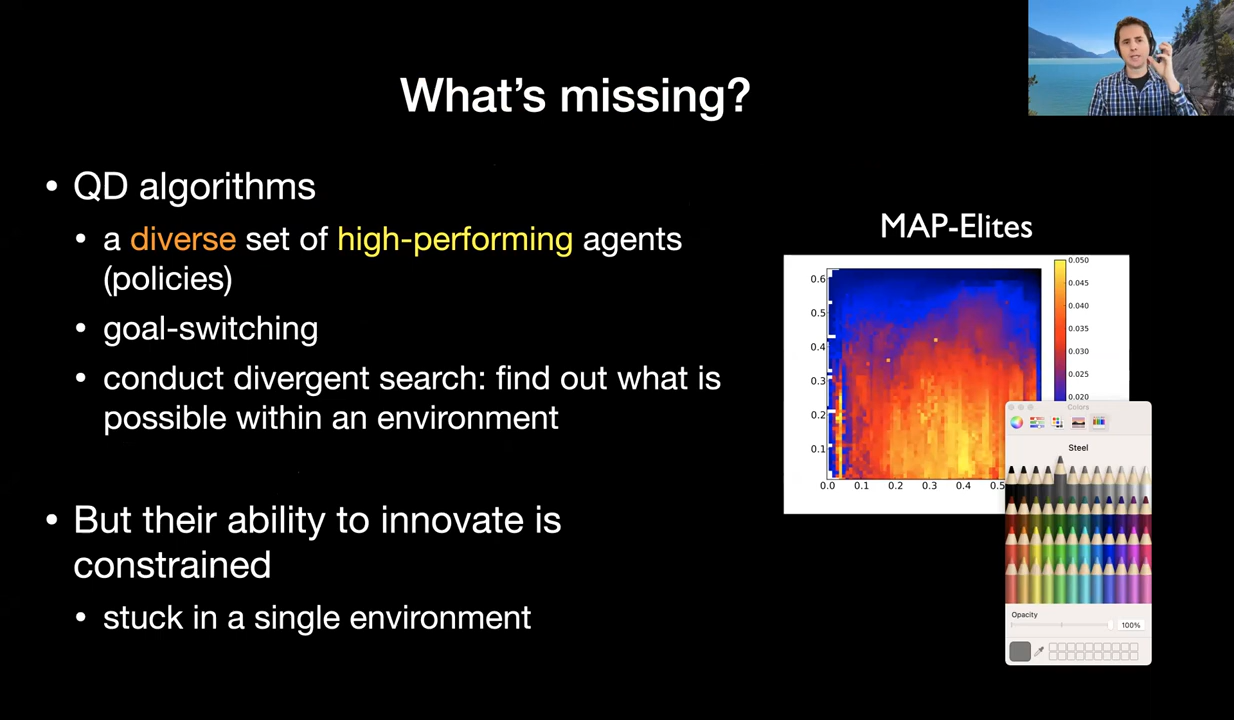 What's missing?
• QD algorithms
• a diverse set of high-performing agents
(policies)
• goal-switching
• conduct divergent search: find out what is
possible within an environment
• But their ability to innovate is
constrained
• stuck in a single environment
MAP-Elites
0.6
0.5
0.4
0.3
0.2
0.1
0.0 0.1 0.2 0.3 0.4 0.5
0.050
0.045
0.040
0.035
0.030
0.025
0.020
Colors
Steel
Opacity
100%